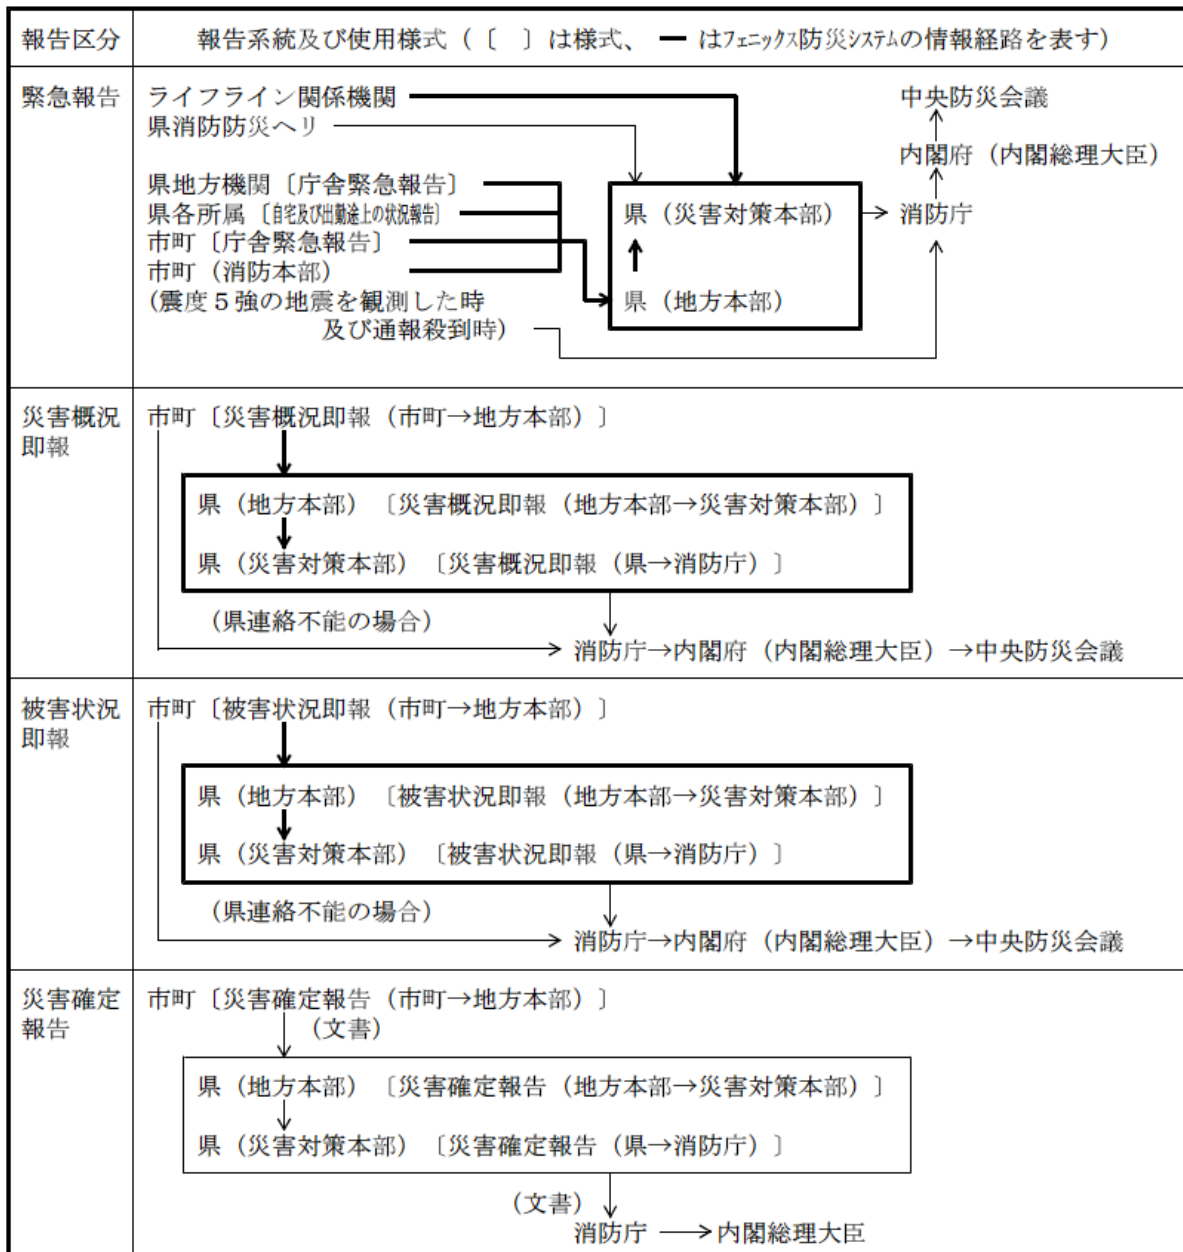 報告区分
報告系統及び使用様式（〔　〕は様式、 ━ はフェニックス防災システムの情報経路を表す）
緊急報告
ライフライン関係機関
中央防災会議
県消防防災ヘリ
内閣府（内閣総理大臣）
県地方機関〔庁舎緊急報告〕
県各所属〔自宅及び出勤途上の状況報告〕
県（災害対策本部）
消防庁
市町〔庁舎緊急報告〕
市町（消防本部）
（震度５強の地震を観測した時
県（地方本部）
及び通報殺到時）
災害概況
即報
市町〔災害概況即報（市町→地方本部）〕
県（地方本部）〔災害概況即報（地方本部→災害対策本部）〕
県（災害対策本部）〔災害概況即報（県→消防庁）〕
（県連絡不能の場合）
消防庁→内閣府（内閣総理大臣）→中央防災会議
被害状況
即報
市町〔被害状況即報（市町→地方本部）〕
県（地方本部）〔被害状況即報（地方本部→災害対策本部）〕
県（災害対策本部）〔被害状況即報（県→消防庁）〕
（県連絡不能の場合）
消防庁→内閣府（内閣総理大臣）→中央防災会議
災害確定
報告
市町〔災害確定報告（市町→地方本部）〕
（文書）
県（地方本部）〔災害確定報告（地方本部→災害対策本部）〕
県（災害対策本部）〔災害確定報告（県→消防庁）〕
（文書）
消防庁 → 内閣総理大臣